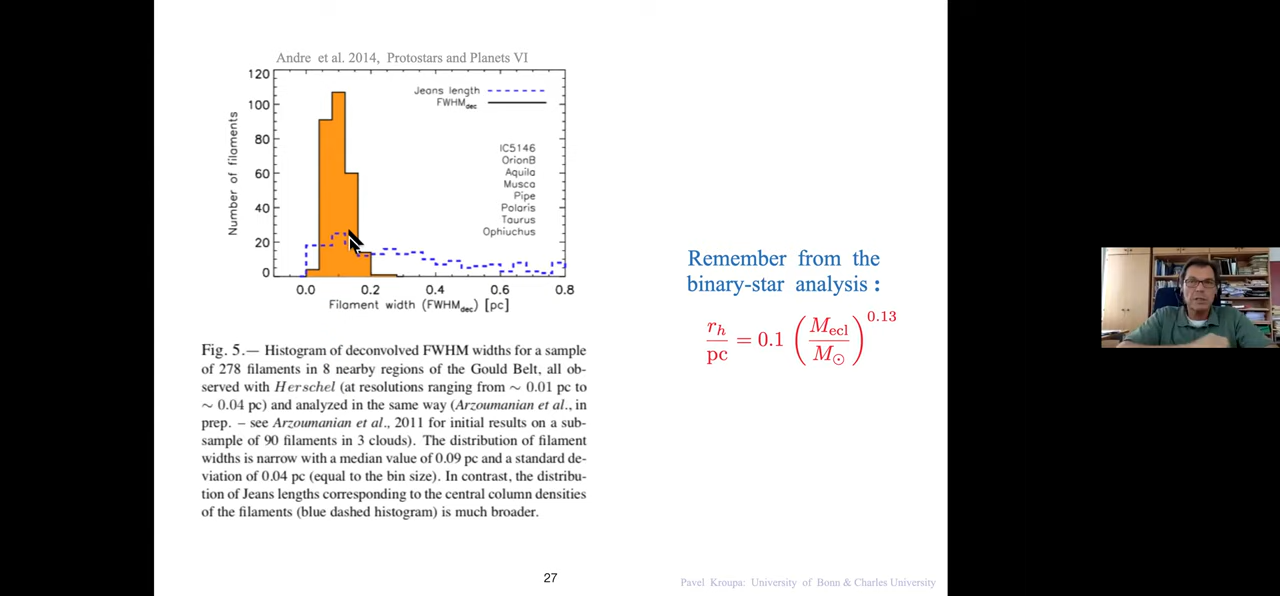 Andre et al. 2014, Protostars and Planets VI
120
100
80
60
40
20
0
Number of filaments
Jeans length
FWHMdec
IC5146
OrionB
Aquila
Musca
Pipe
Polaris
Taurus
Ophiuchus
0.0 0.2 0.4 0.6 0.8
Filament width (FWHMdec) [pc]
Fig. 5.— Histogram of deconvolved FWHM widths for a sample
of 278 filaments in 8 nearby regions of the Gould Belt, all ob-
served with Herschel (at resolutions ranging from ∼ 0.01 pc to
∼ 0.04 pc) and analyzed in the same way (Arzoumanian et al., in
prep. – see Arzoumanian et al., 2011 for initial results on a sub-
sample of 90 filaments in 3 clouds). The distribution of filament
widths is narrow with a median value of 0.09 pc and a standard de-
viation of 0.04 pc (equal to the bin size). In contrast, the distribu-
tion of Jeans lengths corresponding to the central column densities
of the filaments (blue dashed histogram) is much broader.
Remember from the
binary-star analysis :
r_h/pc = 0.1 (M_ecl/M_⊙)^0.13
27
Pavel Kroupa: University of Bonn & Charles University